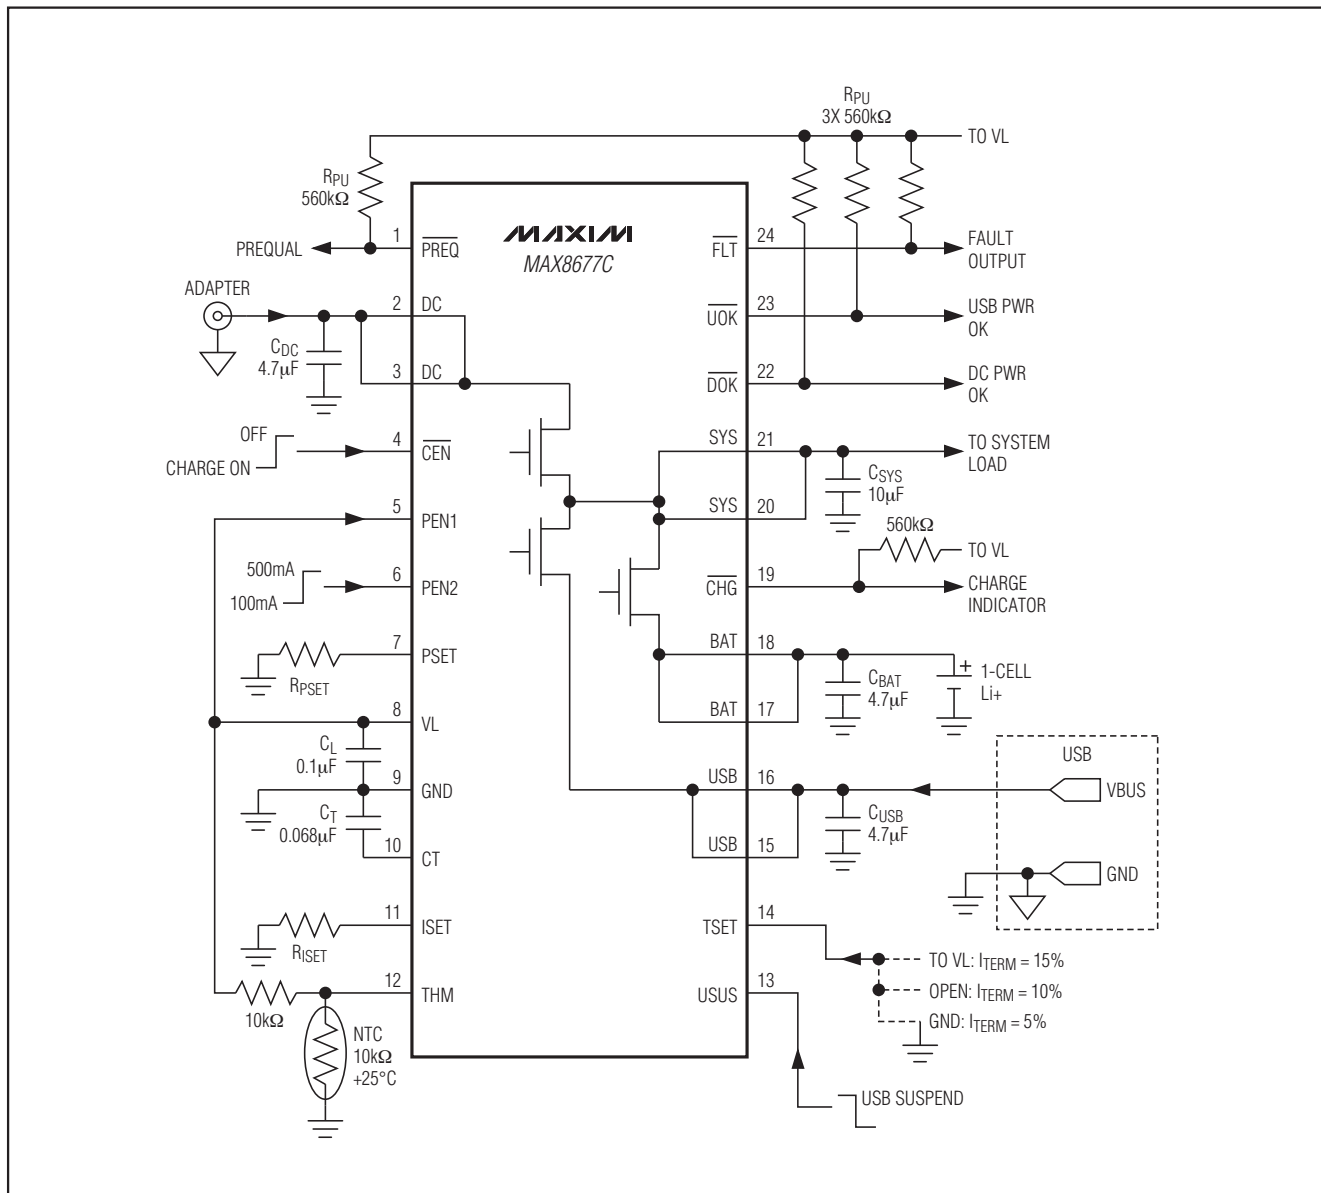 RPU
3X 560kΩ
TO VL
RPU
560kΩ
MAXIM
MAX8677C
PREQUAL
1
PREQ
24
FLT
FAULT
OUTPUT
ADAPTER
2
DC
23
UOK
USB PWR
OK
CDC
4.7µF
3
DC
22
DOK
DC PWR
OK
OFF
CHARGE ON
4
CEN
SYS
21
TO SYSTEM
LOAD
CSYS
10µF
5
PEN1
SYS
20
560kΩ
TO VL
500mA
100mA
6
PEN2
19
CHG
CHARGE
INDICATOR
7
PSET
RPSET
BAT
18
CBAT
4.7µF
+
1-CELL
Li+
8
VL
BAT
17
CL
0.1µF
9
GND
USB
16
USB
VBUS
CT
0.068µF
CUSB
4.7µF
10
CT
USB
15
GND
11
ISET
RISET
TSET
14
TO VL: ITERM = 15%
OPEN: ITERM = 10%
GND: ITERM = 5%
12
THM
USUS
13
10kΩ
NTC
10kΩ
+25°C
USB SUSPEND